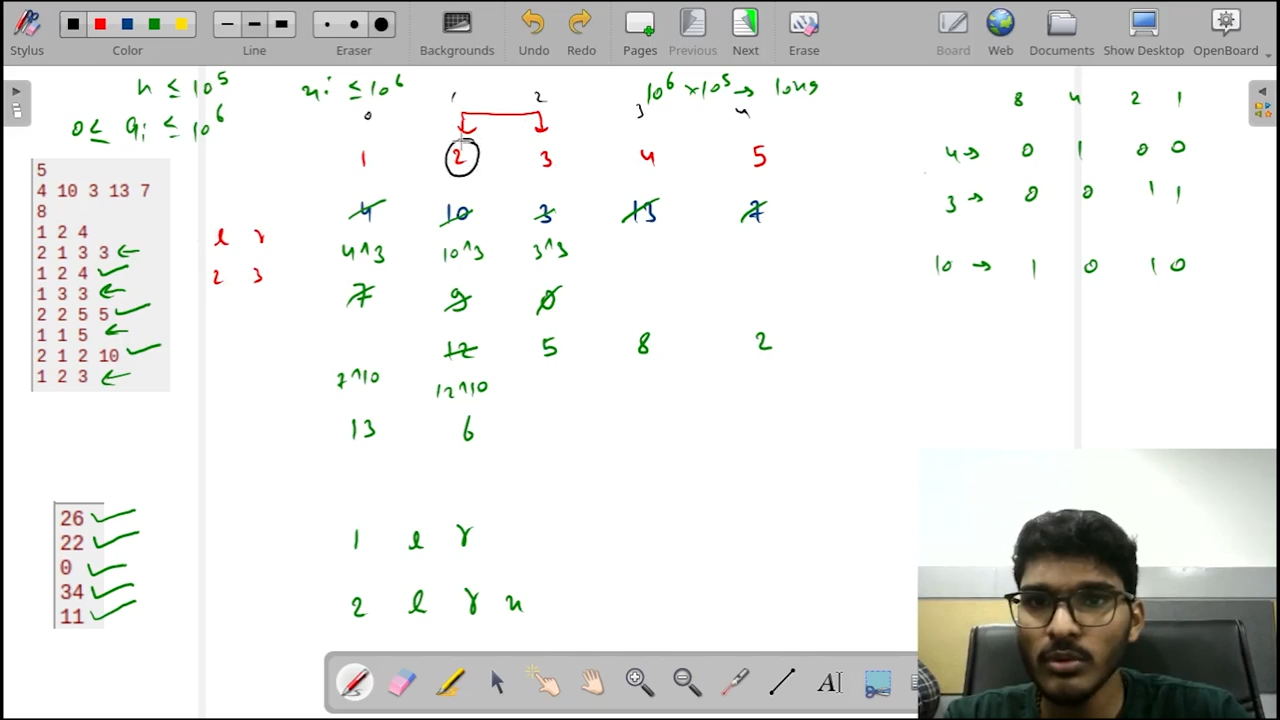 Stylus Color Line Eraser Backgrounds Undo Redo Pages Previous Next Erase Board Web Documents Show Desktop OpenBoard
n ≤ 10^5 xi ≤ 10^6 10^6 × 10^5 → long
0 ≤ ai ≤ 10^6
0 1 2 3 4
1 2 3 4 5
4 10 3 13 7
4^3 10^3 3^3
7 9 0
12 5 8 2
7^10 12^10
13 6
1 l r
2 l r x
l r
2 3
5
4 10 3 13 7
8
1 2 4
2 1 3 3 ←
1 2 4
1 3 3 ←
2 2 5 5
1 1 5 ←
2 1 2 10
1 2 3 ←
26
22
0
34
11
8 4 2 1
4 → 0 1 0 0
3 → 0 0 1 1
10 → 1 0 1 0